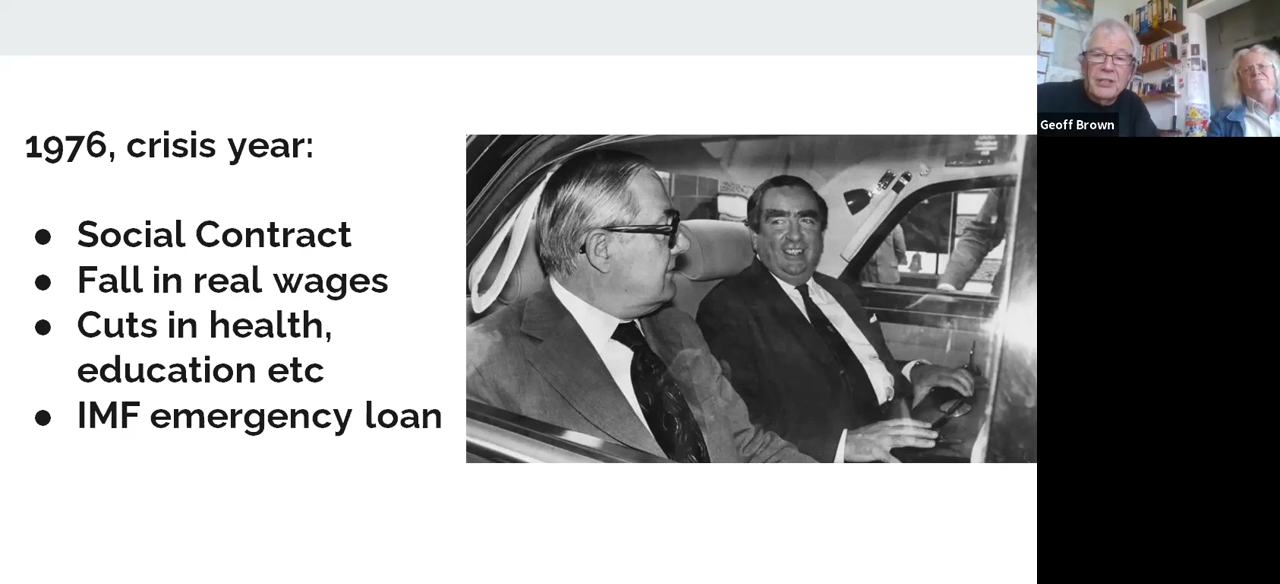 1976, crisis year:
● Social Contract
● Fall in real wages
● Cuts in health,
education etc
● IMF emergency loan
Geoff Brown